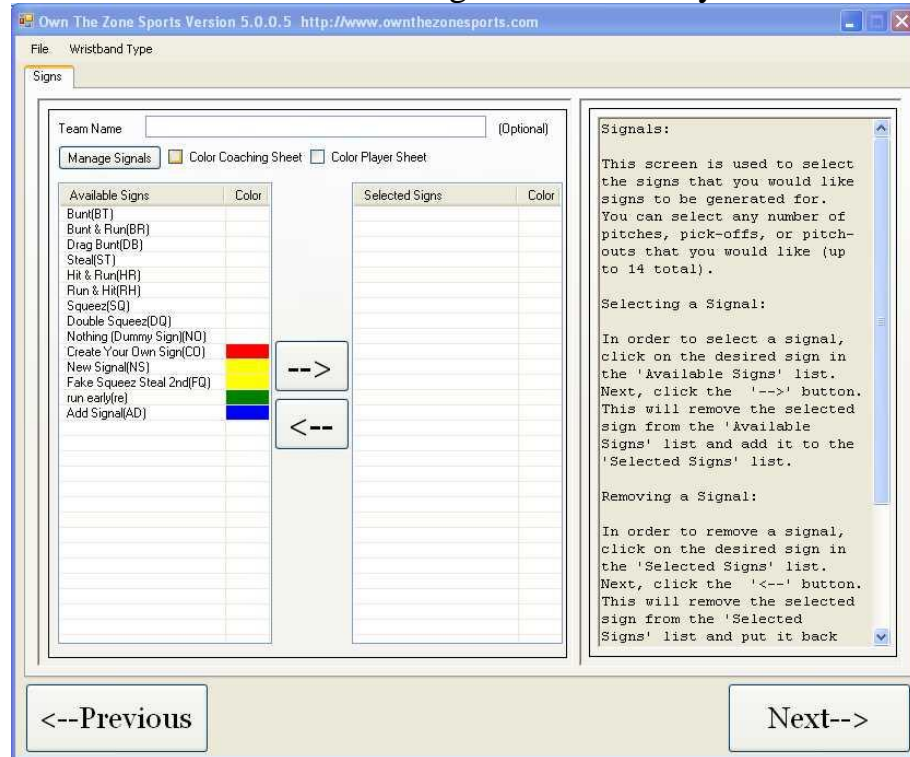 Own The Zone Sports Version 5.0.0.5 http://www.ownthezonesports.com
File Wristband Type
Signs
Team Name (Optional)
Manage Signals Color Coaching Sheet Color Player Sheet
Available Signs Color
Bunt(BT)
Bunt & Run(BR)
Drag Bunt(DB)
Steal(ST)
Hit & Run(HR)
Run & Hit(RH)
Squeez(SQ)
Double Squeez(DQ)
Nothing (Dummy Sign)(NO)
Create Your Own Sign(CO)
New Signal(NS)
Fake Squeez Steal 2nd(FQ)
run early(re)
Add Signal(AD)
-->
<--
Selected Signs Color
Signals:
This screen is used to select
the signs that you would like
signs to be generated for.
You can select any number of
pitches, pick-offs, or pitch-
outs that you would like (up
to 14 total).
Selecting a Signal:
In order to select a signal,
click on the desired sign in
the 'Available Signs' list.
Next, click the '-->' button.
This will remove the selected
sign from the 'Available
Signs' list and add it to the
'Selected Signs' list.
Removing a Signal:
In order to remove a signal,
click on the desired sign in
the 'Selected Signs' list.
Next, click the '<--' button.
This will remove the selected
sign from the 'Selected
Signs' list and put it back
<--Previous
Next-->